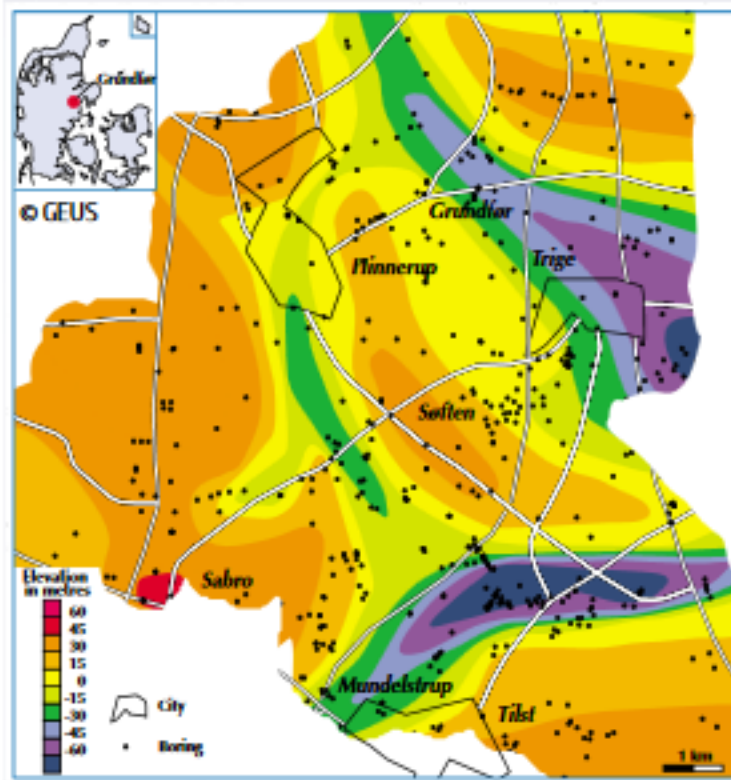 Grundfør
© GEUS
Grundfør
Hinnerup
Trige
Søften
Sabro
Mundelstrup
Tilst
Elevation
in metres
60
45
30
15
0
-15
-30
-45
-60
City
Boring
1 km